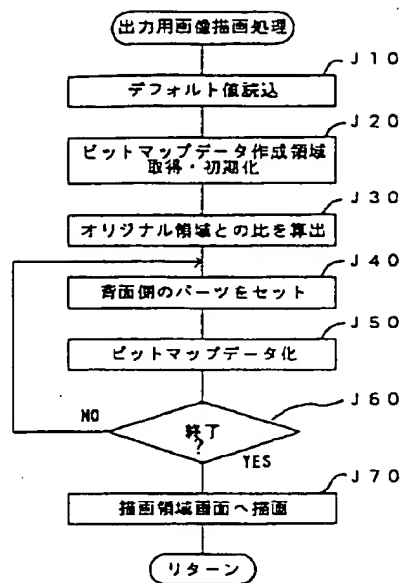 出力用画像描画処理
J10
デフォルト値読込
J20
ビットマップデータ作成領域
取得・初期化
J30
オリジナル領域との比を算出
J40
背面側のパーツをセット
J50
ビットマップデータ化
J60
NO
終了
?
YES
J70
描画領域画面へ描画
リターン